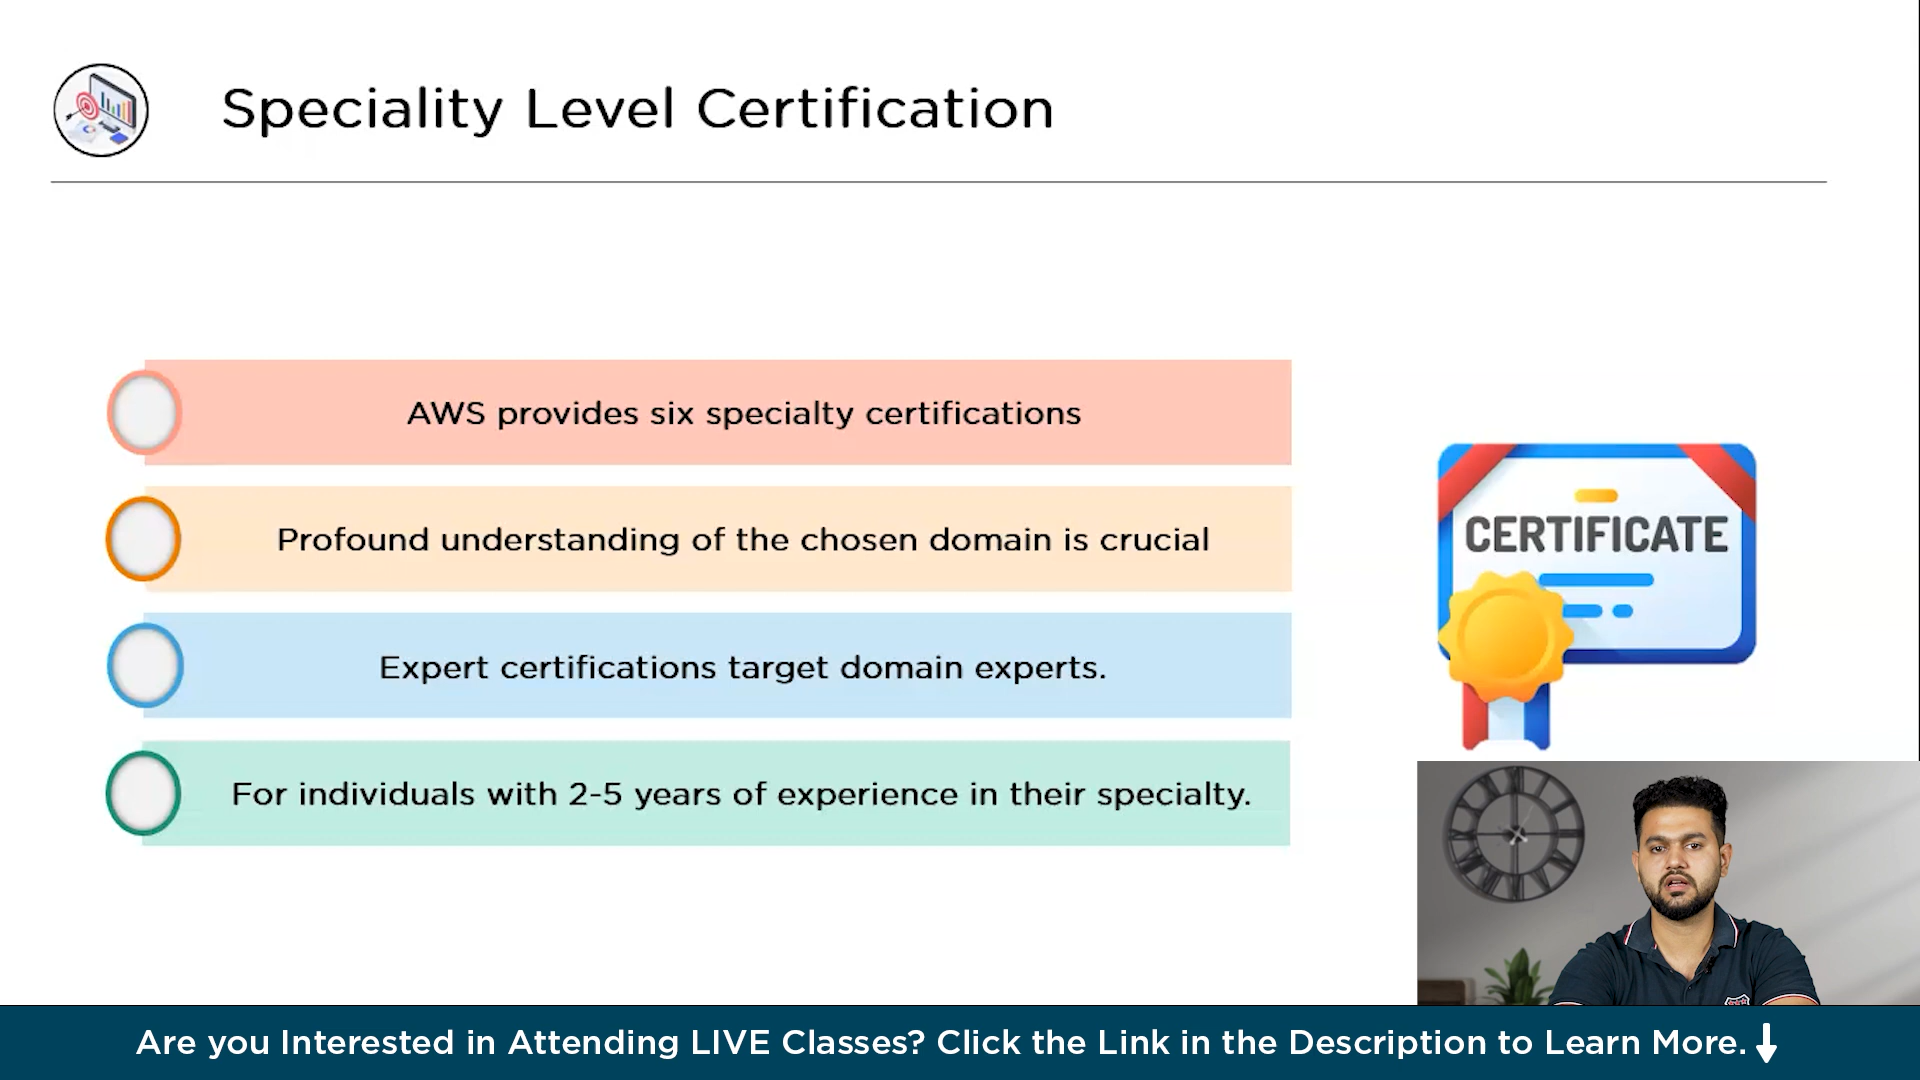 Speciality Level Certification
AWS provides six specialty certifications
Profound understanding of the chosen domain is crucial
Expert certifications target domain experts.
For individuals with 2-5 years of experience in their specialty.
CERTIFICATE
Are you Interested in Attending LIVE Classes? Click the Link in the Description to Learn More.